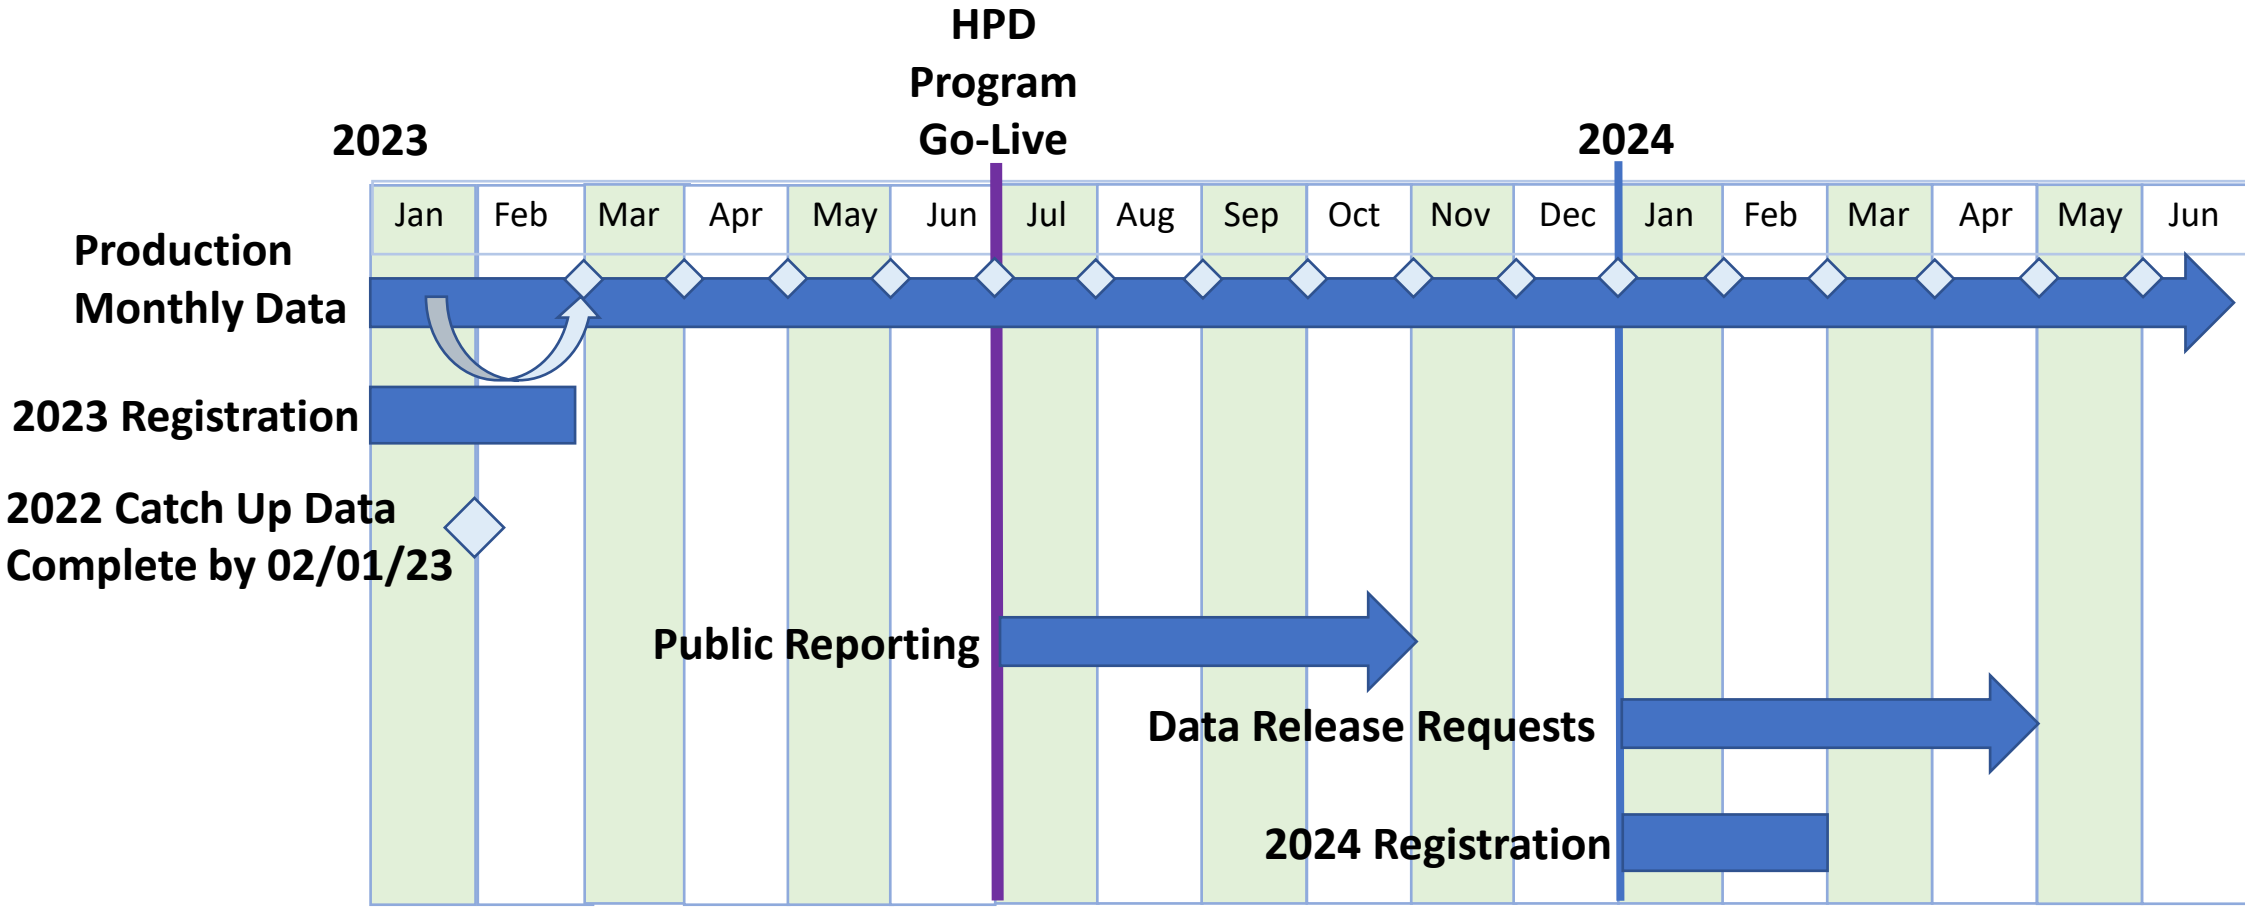 HPD
Program
Go-Live
2023
2024
Jan Feb Mar Apr May Jun Jul Aug Sep Oct Nov Dec Jan Feb Mar Apr May Jun
Production
Monthly Data
2023 Registration
2022 Catch Up Data
Complete by 02/01/23
Public Reporting
Data Release Requests
2024 Registration